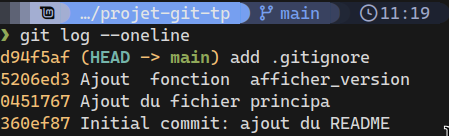 …/projet-git-tp main 11:19
❯ git log --oneline
d94f5af (HEAD -> main) add .gitignore
5206ed3 Ajout  fonction  afficher_version
0451767 Ajout du fichier principa
360ef87 Initial commit: ajout du README